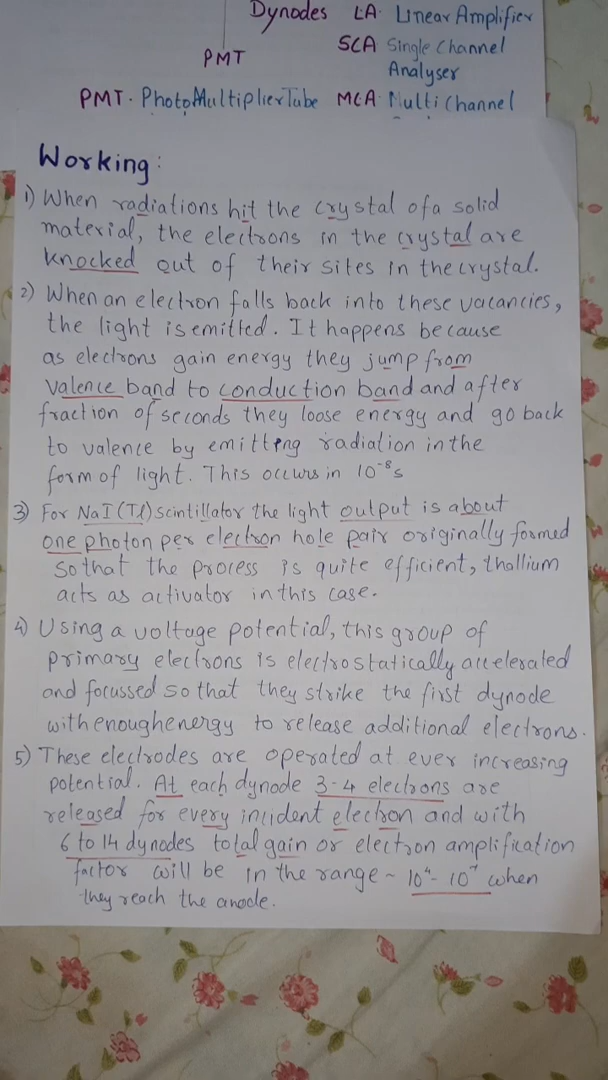 Dynodes LA. Linear Amplifier
PMT SCA Single Channel
Analyser
PMT. PhotoMultiplierTube MCA Multi Channel
Working:
1) When radiations hit the crystal of a solid
material, the electrons in the crystal are
knocked out of their sites in the crystal.
2) When an electron falls back into these vacancies,
the light is emitted. It happens because
as electrons gain energy they jump from
valence band to conduction band and after
fraction of seconds they loose energy and go back
to valence by emitting radiation in the
form of light. This occurs in 10⁻⁸s
3) For NaI(Tl) scintillator the light output is about
one photon per electron hole pair originally formed
so that the process is quite efficient, thallium
acts as activator in this case.
4) Using a voltage potential, this group of
primary electrons is electrostatically accelerated
and focussed so that they strike the first dynode
with enough energy to release additional electrons.
5) These electrodes are operated at ever increasing
potential. At each dynode 3-4 electrons are
released for every incident electron and with
6 to 14 dynodes total gain or electron amplification
factor will be in the range ~ 10⁴- 10⁷ when
they reach the anode.